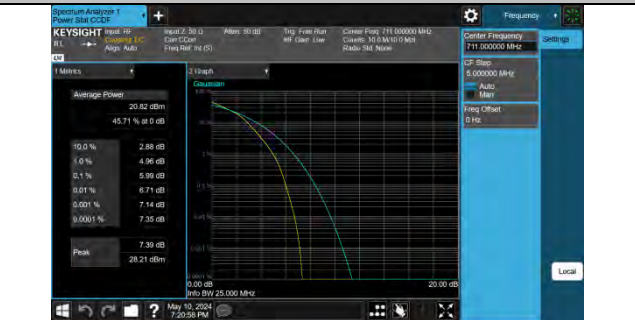 Spectrum Analyzer 1
Power Stat CCDF
+
Frequency
KEYSIGHT Input: RF
Coupling: DC
Align: Auto
Input Z: 50 Ω
Corr CCorr
Freq Ref: Int (S)
Atten: 30 dB
Trig: Free Run
#IF Gain: Low
Center Freq: 711.000000 MHz
Counts: 10.0 M/10.0 Mpt
Radio Std: None
Center Frequency
711.000000 MHz
Settings
CF Step
5.000000 MHz
Auto
Man
Freq Offset
0 Hz
Local
1 Metrics
2 Graph
Gaussian
Average Power
20.82 dBm
45.71 % at 0 dB
10.0 % 2.88 dB
1.0 % 4.96 dB
0.1 % 5.99 dB
0.01 % 6.71 dB
0.001 % 7.14 dB
0.0001 % 7.35 dB
Peak 7.39 dB
28.21 dBm
0.00 dB
20.00 dB
Info BW 25.000 MHz
?
May 10, 2024
7:20:58 PM